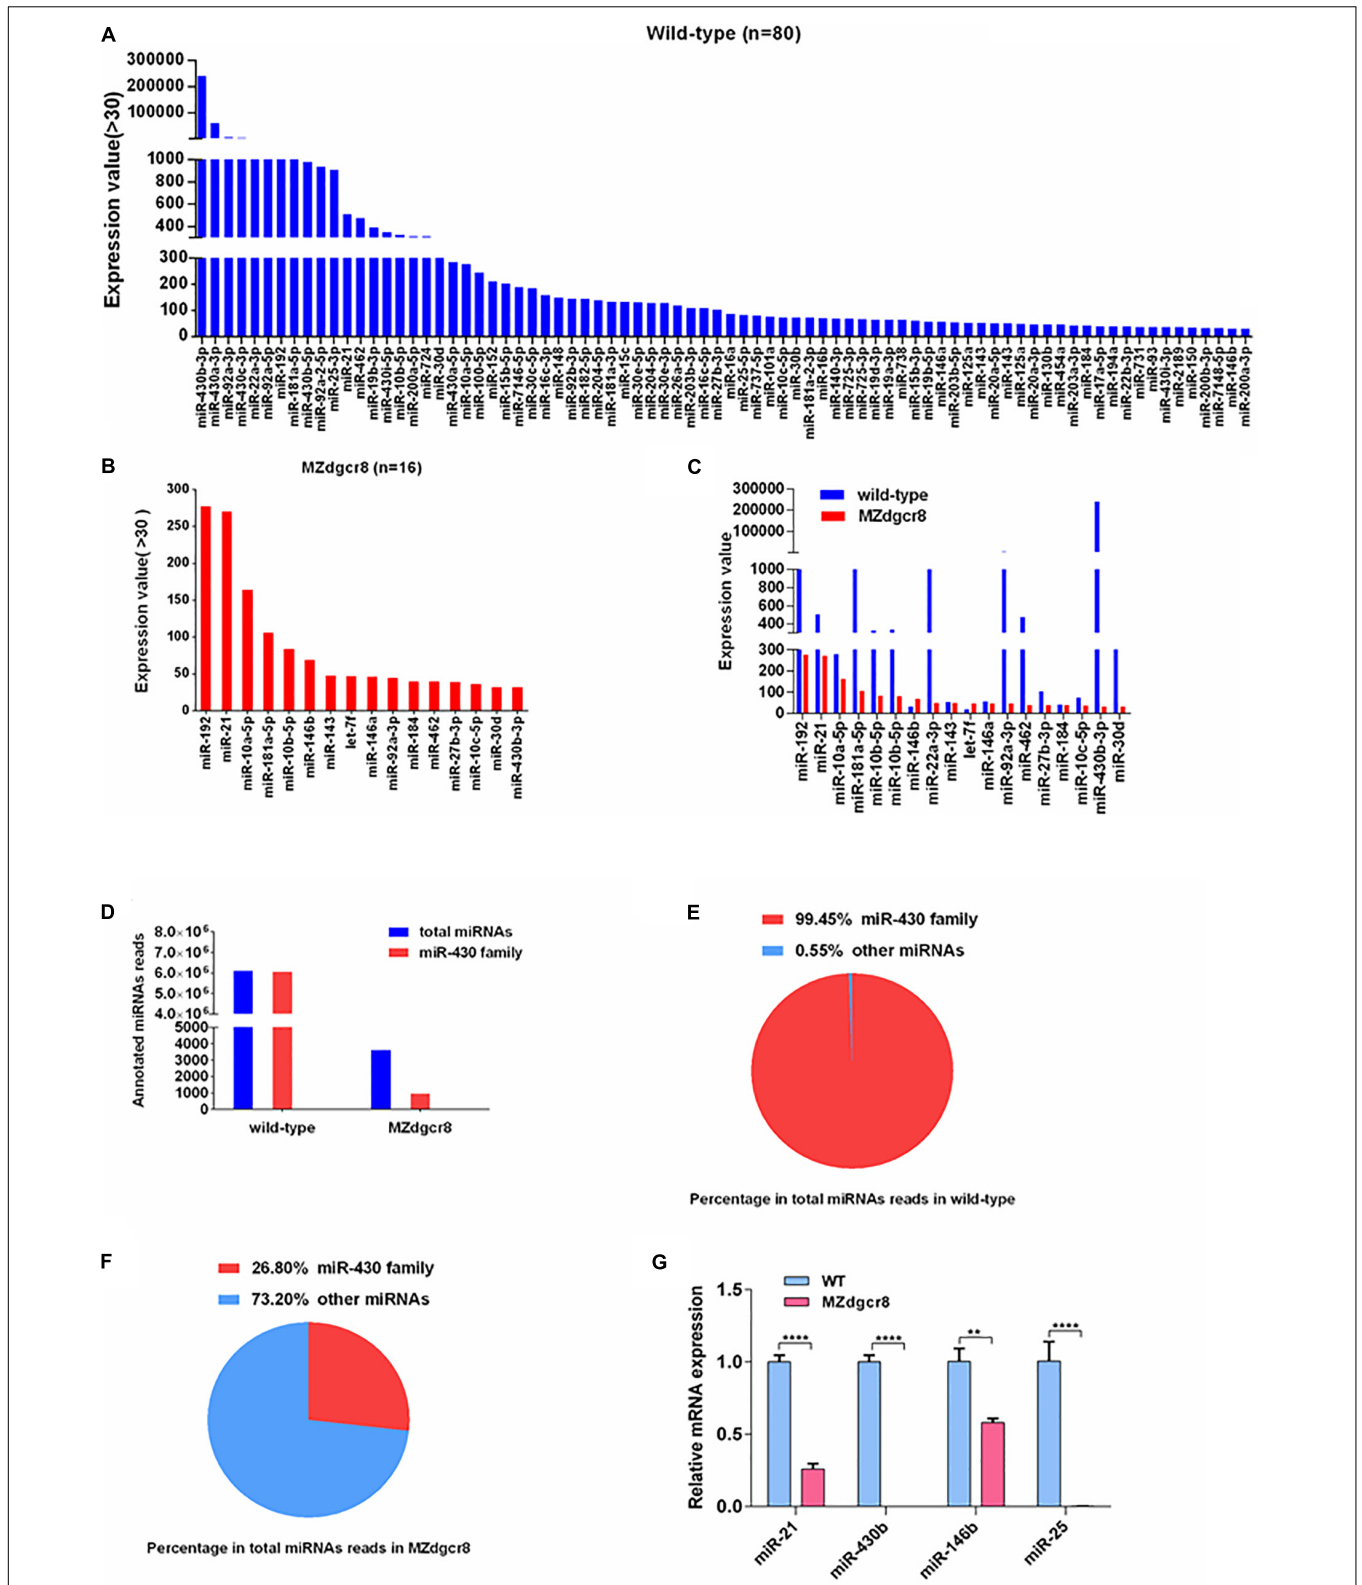 A
Wild-type (n=80)
Expression value(>30)
300000
200000
100000
1000
800
600
400
300
200
100
0
miR-430b-3p
miR-430a-3p
miR-92a-3p
miR-430c-3p
miR-22a-3p
miR-92a-5p
miR-192
miR-181a-5p
miR-430b-5p
miR-92a-2-5p
miR-25-3p
miR-21
miR-462
miR-19b-3p
miR-430i-5p
miR-10b-5p
miR-200a-5p
miR-724
miR-30d
miR-430a-5p
miR-10a-5p
miR-100-5p
miR-152
miR-15b-5p
miR-7146-5p
miR-30c-5p
miR-16c-3p
miR-148
miR-92b-3p
miR-182-5p
miR-204-5p
miR-181a-3p
miR-15c
miR-30e-5p
miR-204-5p
miR-30e-3p
miR-26a-5p
miR-203b-3p
miR-16c-5p
miR-27b-3p
miR-16a
miR-25-5p
miR-737-5p
miR-101a
miR-10c-5p
miR-30b
miR-181a-2-3p
miR-16b
miR-140-3p
miR-725-3p
miR-19d-3p
miR-19a-3p
miR-738
miR-15b-3p
miR-19b-5p
miR-146a
miR-203b-5p
miR-125a
miR-143
miR-20a-5p
miR-143
miR-125a
miR-20a-3p
miR-130b
miR-454a
miR-203a-3p
miR-184
miR-17a-5p
miR-194a
miR-22b-3p
miR-731
miR-93
miR-430i-3p
miR-2189
miR-150
miR-20b-3p
miR-7148-5p
miR-146b
miR-200a-3p
B
MZdgcr8 (n=16)
Expression value( >30 )
300
250
200
150
100
50
0
miR-192
miR-21
miR-10a-5p
miR-181a-5p
miR-10b-5p
miR-146b
miR-143
let-7f
miR-146a
miR-92a-3p
miR-184
miR-462
miR-27b-3p
miR-10c-5p
miR-30d
miR-430b-3p
C
wild-type
MZdgcr8
Expression value
300000
200000
100000
1000
800
600
400
300
200
100
0
miR-192
miR-21
miR-10a-5p
miR-181a-5p
miR-10b-5p
miR-10b-5p
miR-146b
miR-22a-3p
miR-143
let-7f
miR-146a
miR-92a-3p
miR-462
miR-27b-3p
miR-184
miR-10c-5p
miR-430b-3p
miR-30d
D
total miRNAs
miR-430 family
Annotated miRNAs reads
8.0×10⁶
7.0×10⁶
6.0×10⁶
5.0×10⁶
4.0×10⁶
5000
4000
3000
2000
1000
0
wild-type
MZdgcr8
E
99.45% miR-430 family
0.55% other miRNAs
Percentage in total miRNAs reads in wild-type
F
26.80% miR-430 family
73.20% other miRNAs
Percentage in total miRNAs reads in MZdgcr8
G
WT
MZdgcr8
Relative mRNA expression
1.5
1.0
0.5
0.0
****
****
**
****
miR-21
miR-430b
miR-146b
miR-25